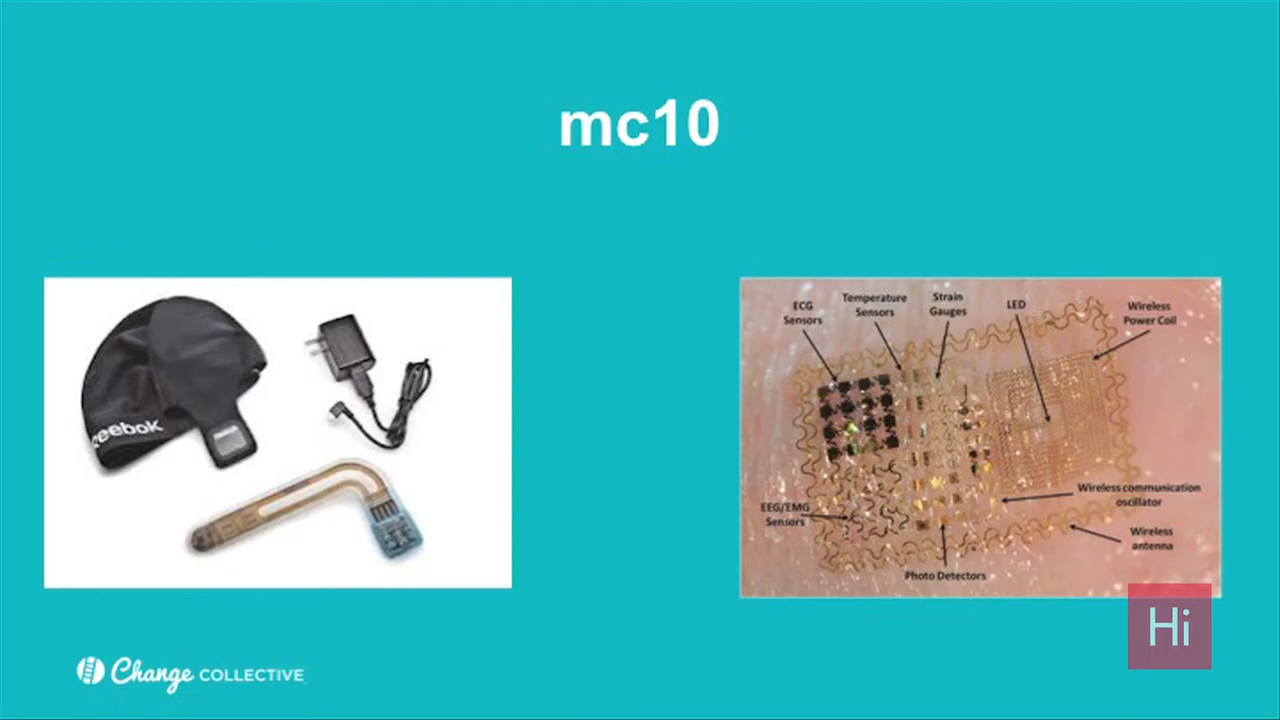 mc10
Reebok
ECG
Sensors
Temperature
Sensors
Strain
Gauges
LED
Wireless
Power Coil
EEG/EMG
Sensors
Wireless communication
oscillator
Wireless
antenna
Photo Detectors
Change COLLECTIVE
Hi